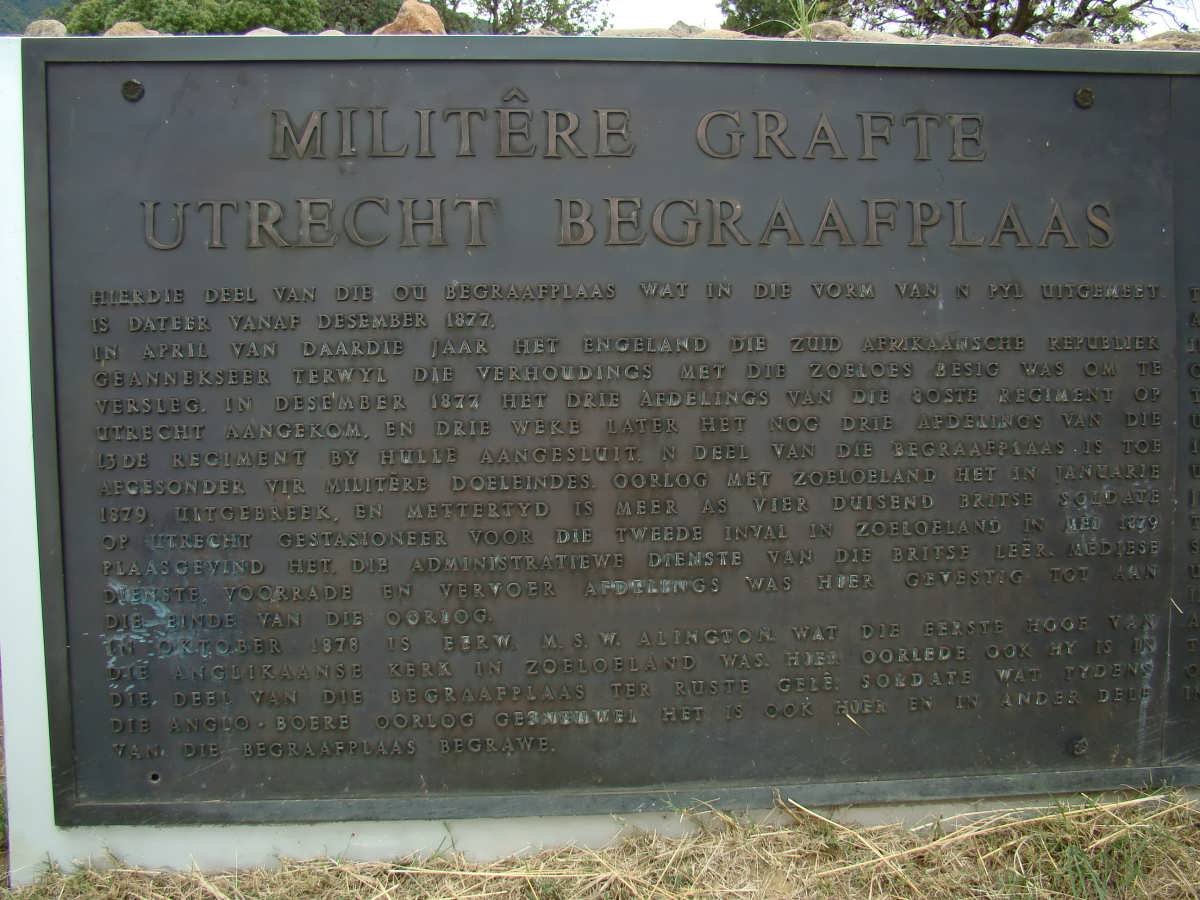 MILITÊRE GRAFTE
UTRECHT BEGRAAFPLAAS
HIERDIE DEEL VAN DIE OU BEGRAAFPLAAS WAT IN DIE VORM VAN N PYL UITGEMEET.
IS DATEER VANAF DESEMBER 1877.
IN APRIL VAN DAARDIE JAAR HET ENGELAND DIE ZUID AFRIKAANSCHE REPUBLIER
GEANNEKSEER TERWYL DIE VERHOUDINGS MET DIE ZOELOES BESIG WAS OM TE
VERSLEG. IN DESEMBER 1877 HET DRIE AFDELINGS VAN DIE 80STE REGIMENT OP
UTRECHT AANGEKOM, EN DRIE WEKE LATER HET NOG DRIE AFDELINGS VAN DIE
13DE REGIMENT BY HULLE AANGESLUIT. N DEEL VAN DIE BEGRAAFPLAAS IS TOE
AFGESONDER VIR MILITÊRE DOELEINDES. OORLOG MET ZOELOELAND HET IN JANUARIE
1879, UITGEBREEK, EN METTERTYD IS MEER AS VIER DUISEND BRITSE SOLDATE
OP UTRECHT GESTASIONEER VOOR DIE TWEEDE INVAL IN ZOELOELAND IN MEI 1879
PLAASGEVIND HET. DIE ADMINISTRATIEWE DIENSTE VAN DIE BRITSE LEËR. MEDIESE
DIENSTE, VOORRADE EN VERVOER AFDELINGS WAS HIER GEVESTIG TOT AAN
DIE EINDE VAN DIE OORLOG.
IN OKTOBER 1878 IS EERW. M.S.W. ALINGTON. WAT DIE EERSTE HOOF VAN
DIE ANGLIKAANSE KERK IN ZOELOELAND WAS. HIER OORLEDE. OOK HY IS IN
DIE DEEL VAN DIE BEGRAAFPLAAS TER RUSTE GELÊ. SOLDATE WAT TYDENS
DIE ANGLO-BOERE OORLOG GESNEUWEL HET IS OOK HIER EN IN ANDER DELE
VAN DIE BEGRAAFPLAAS BEGRAWE.